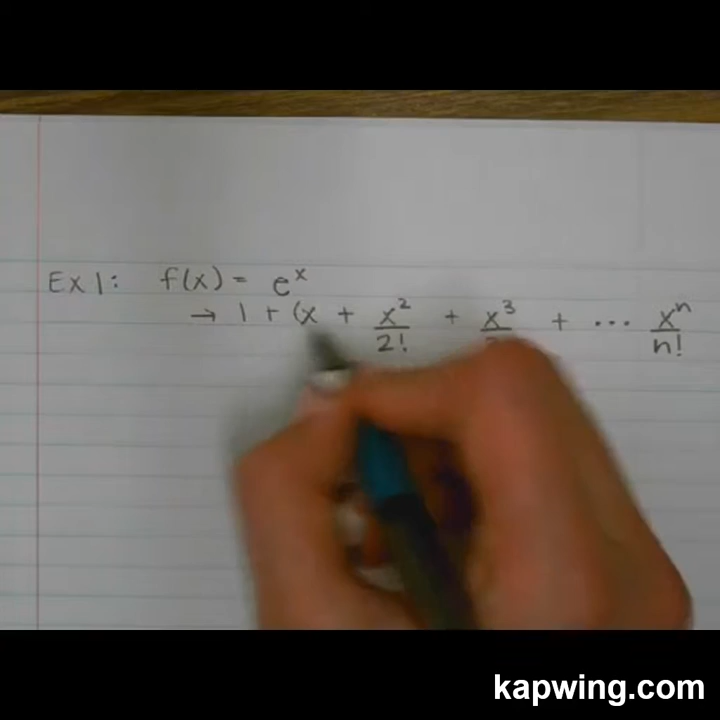 Ex 1: f(x) = e^x
→ 1 + (x + x^2/2! + x^3/ + ... x^n/n!
kapwing.com